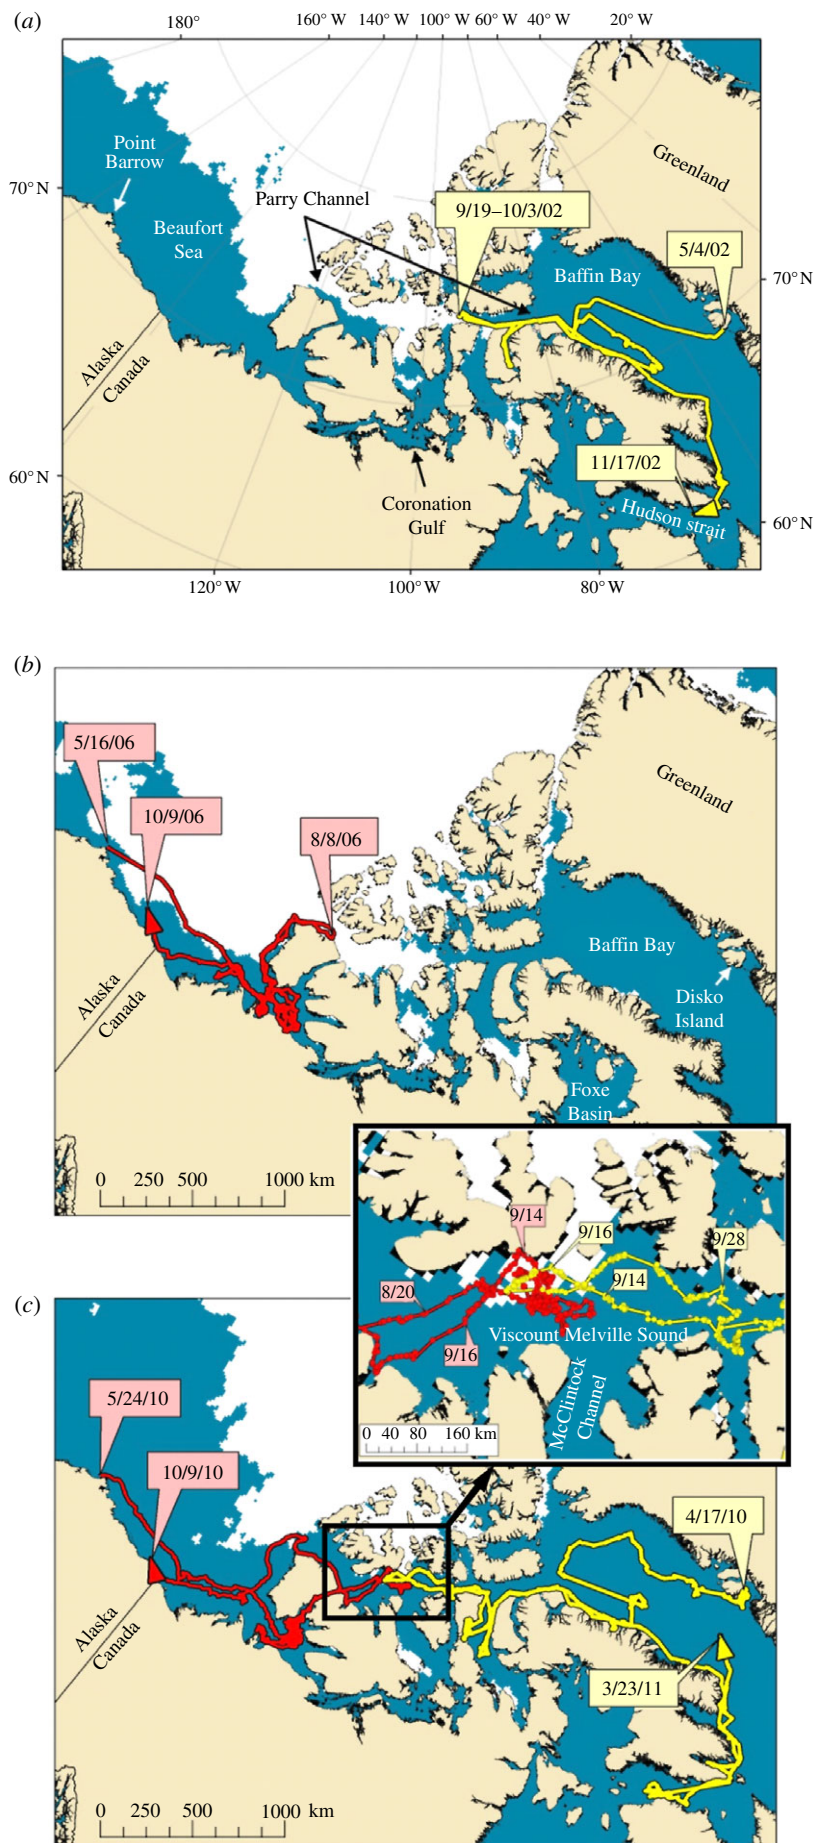 (a)
180°
160° W 140° W 100° W 60° W 40° W 20° W
Point
Barrow
Greenland
70° N
Parry Channel
9/19–10/3/02
Beaufort
Sea
5/4/02
Baffin Bay
70° N
Alaska
Canada
11/17/02
60° N
Coronation
Gulf
Hudson strait
60° N
120° W 100° W 80° W
(b)
5/16/06
Greenland
10/9/06
8/8/06
Baffin Bay
Alaska
Canada
Disko
Island
Foxe
Basin
0 250 500 1000 km
9/14
9/16
9/28
8/20
9/14
Viscount Melville Sound
9/16
McClintock
Channel
0 40 80 160 km
(c)
5/24/10
10/9/10
4/17/10
Alaska
Canada
3/23/11
0 250 500 1000 km